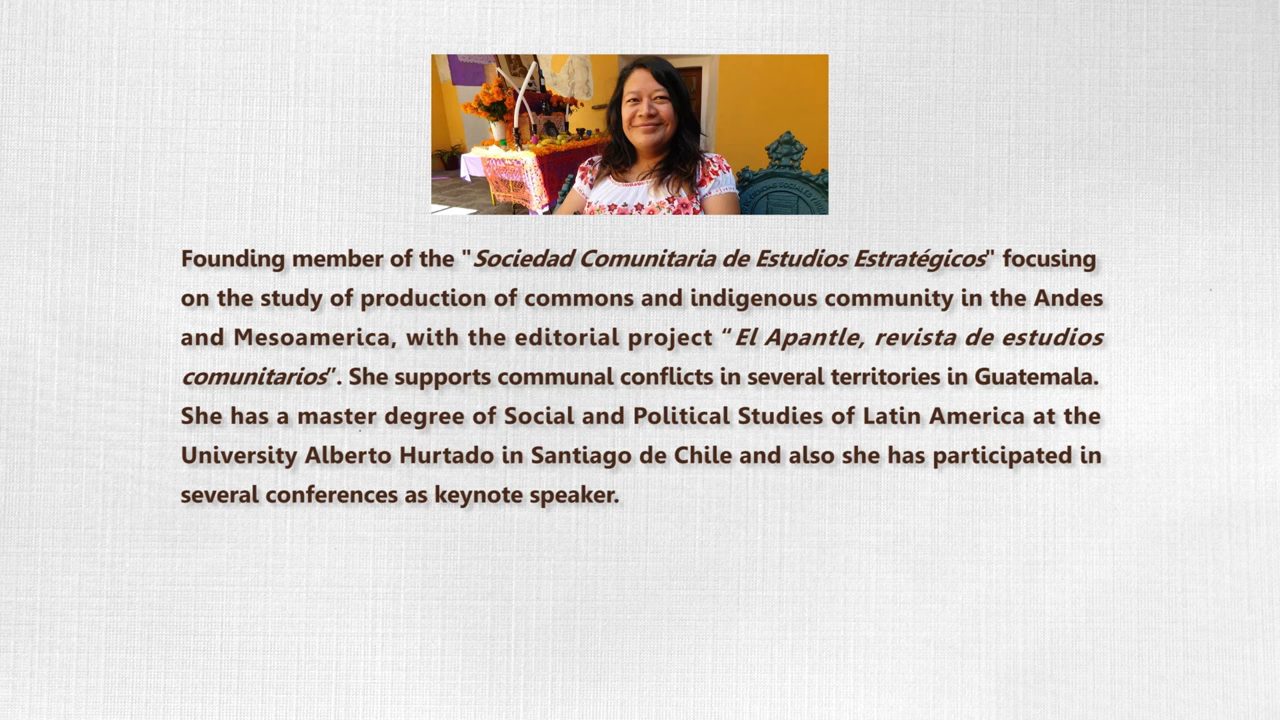 Founding member of the "Sociedad Comunitaria de Estudios Estratégicos" focusing
on the study of production of commons and indigenous community in the Andes
and Mesoamerica, with the editorial project “El Apantle, revista de estudios
comunitarios”. She supports communal conflicts in several territories in Guatemala.
She has a master degree of Social and Political Studies of Latin America at the
University Alberto Hurtado in Santiago de Chile and also she has participated in
several conferences as keynote speaker.